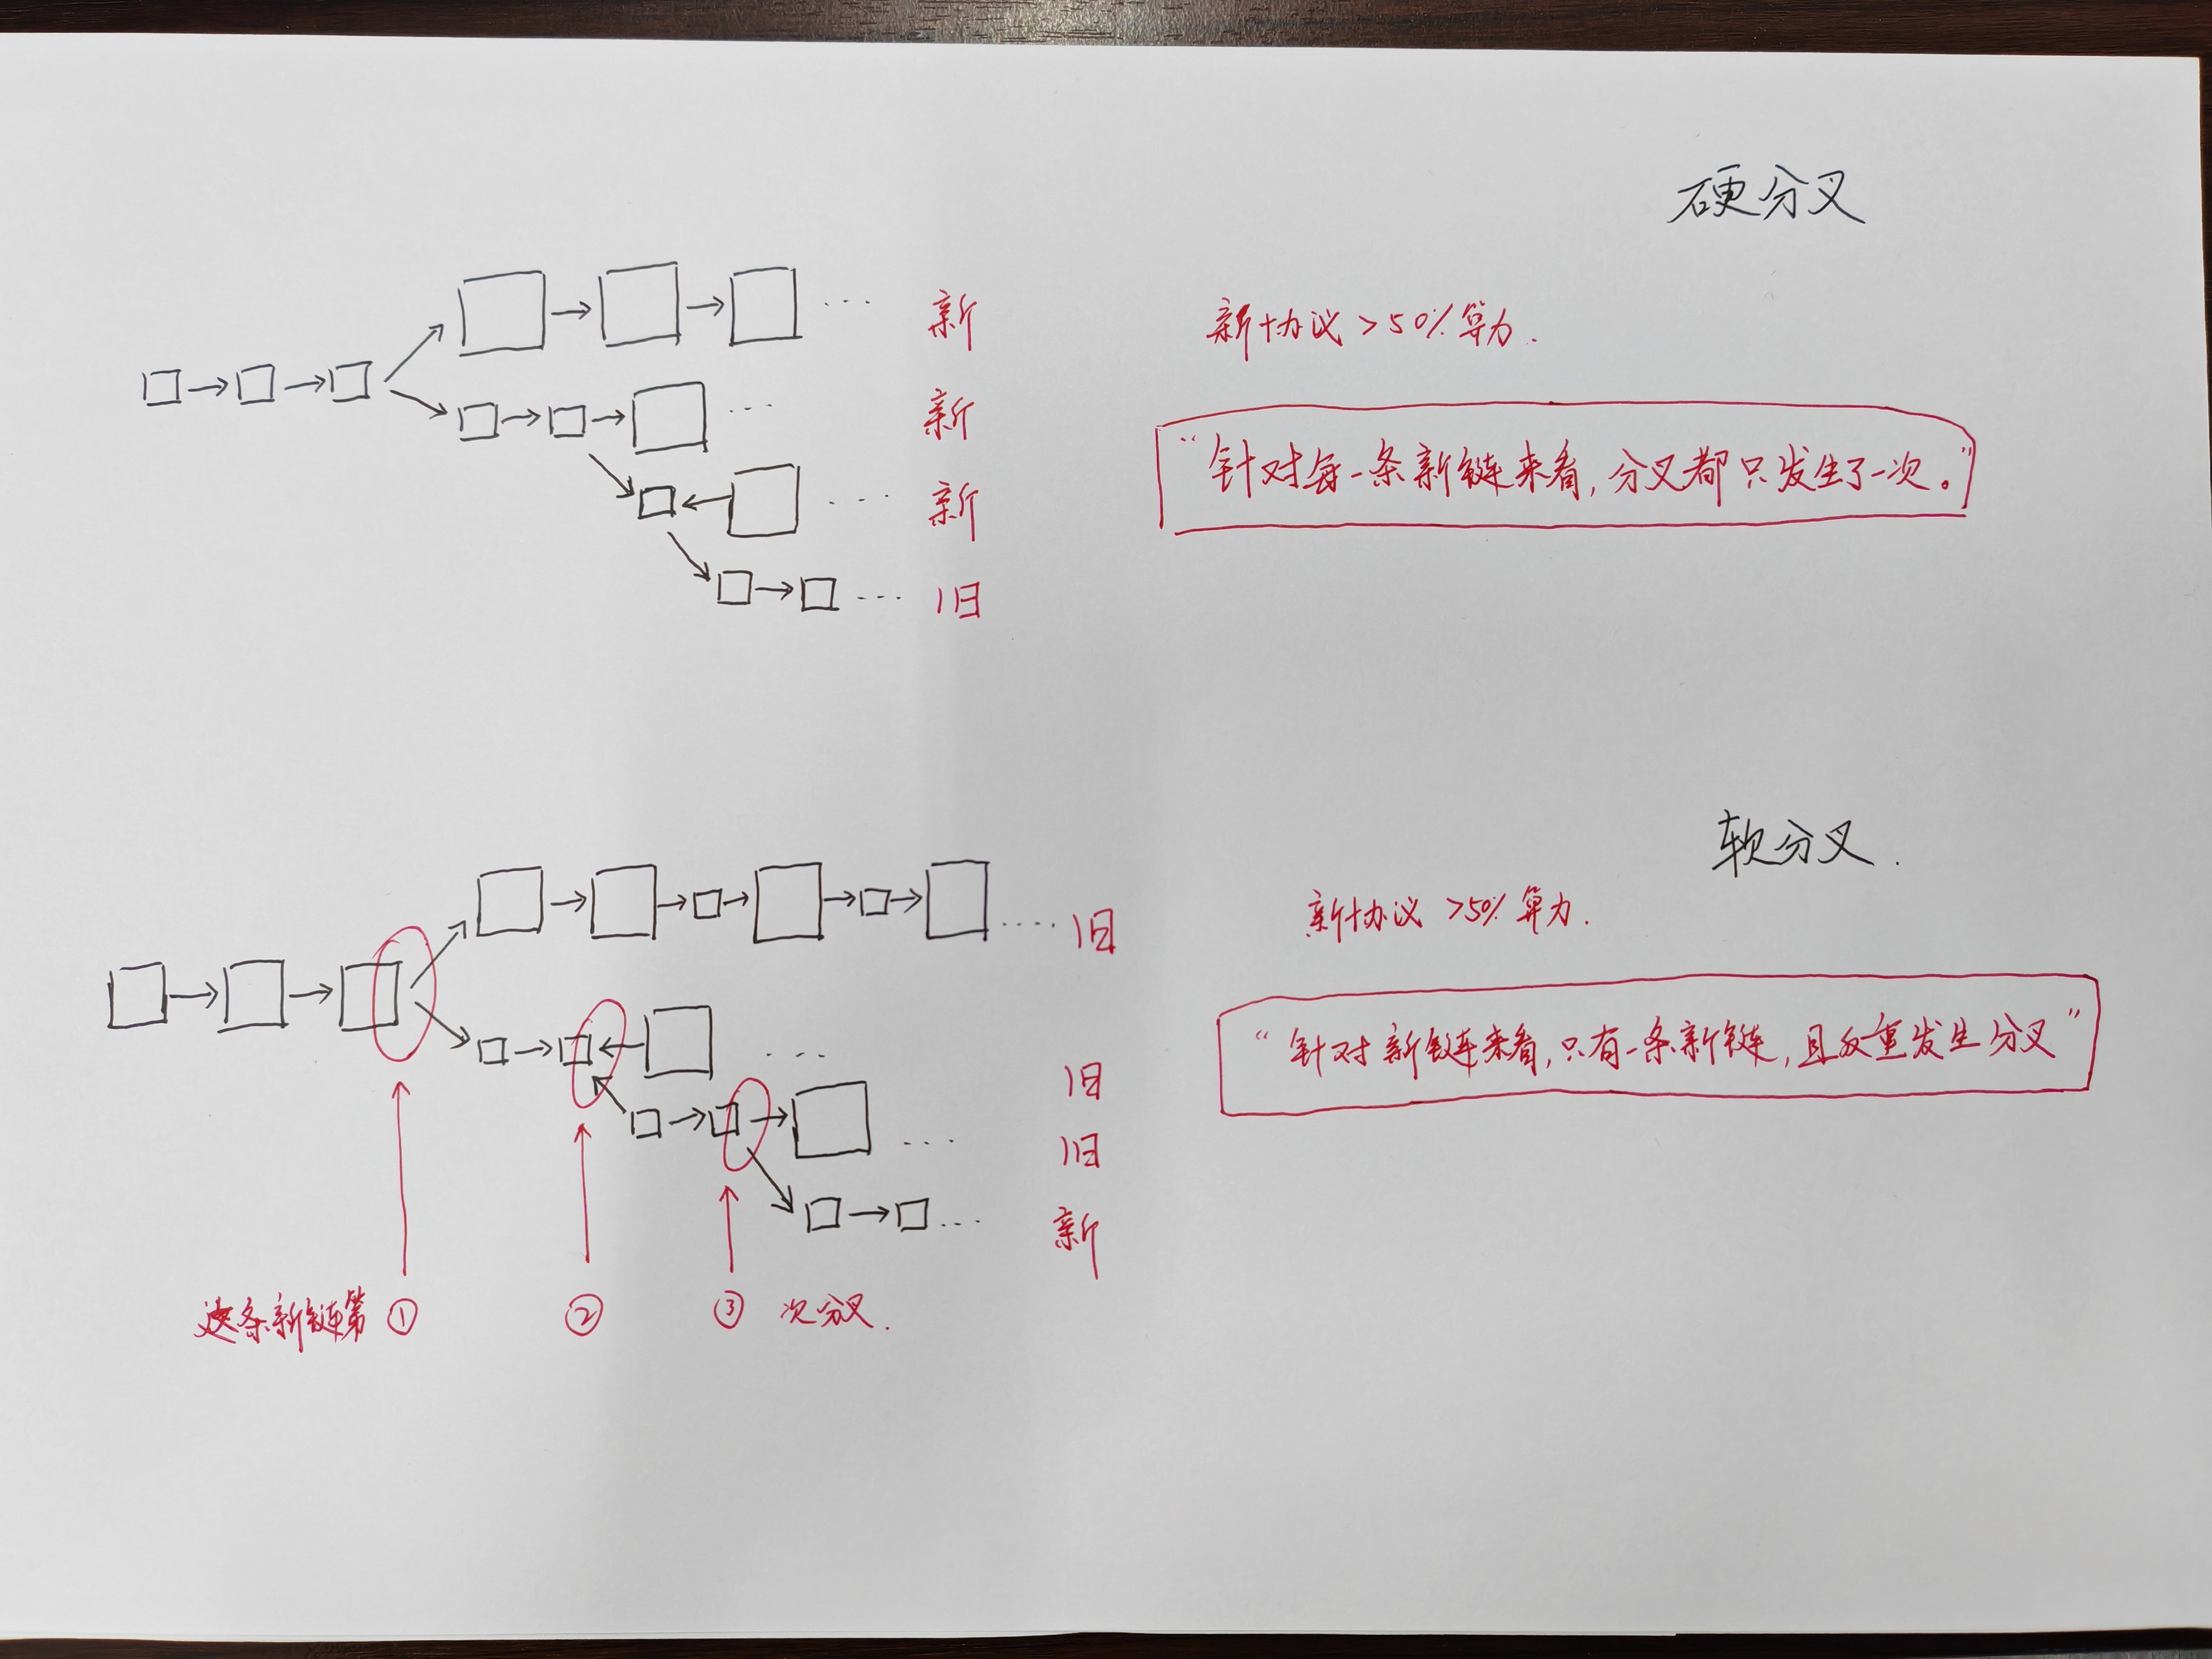 硬分叉
新
新协议 >50% 算力.
新
“针对每一条新链来看,分叉都只发生了一次。”
新
旧
软分叉.
新协议 >50% 算力.
旧
“针对新链来看,只有一条新链,且反重发生分叉”
旧
旧
新
这条新链第 ① ② ③ 次分叉.